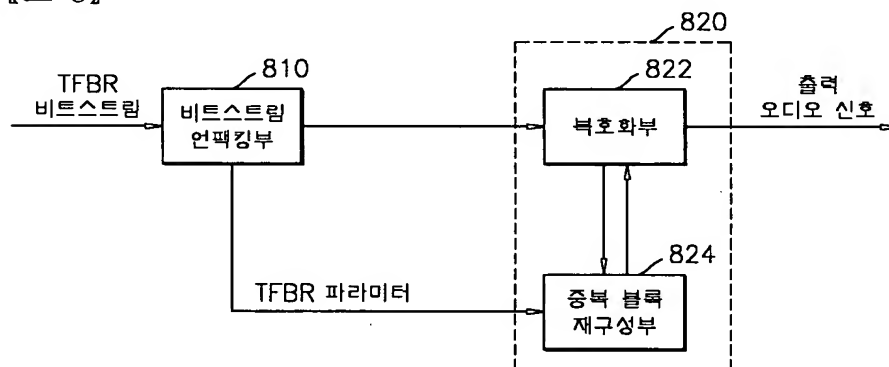 820
810
822
TFBR
비트스트림
비트스트림
언팩킹부
복호화부
출력
오디오 신호
824
TFBR 파라미터
중복 블록
재구성부